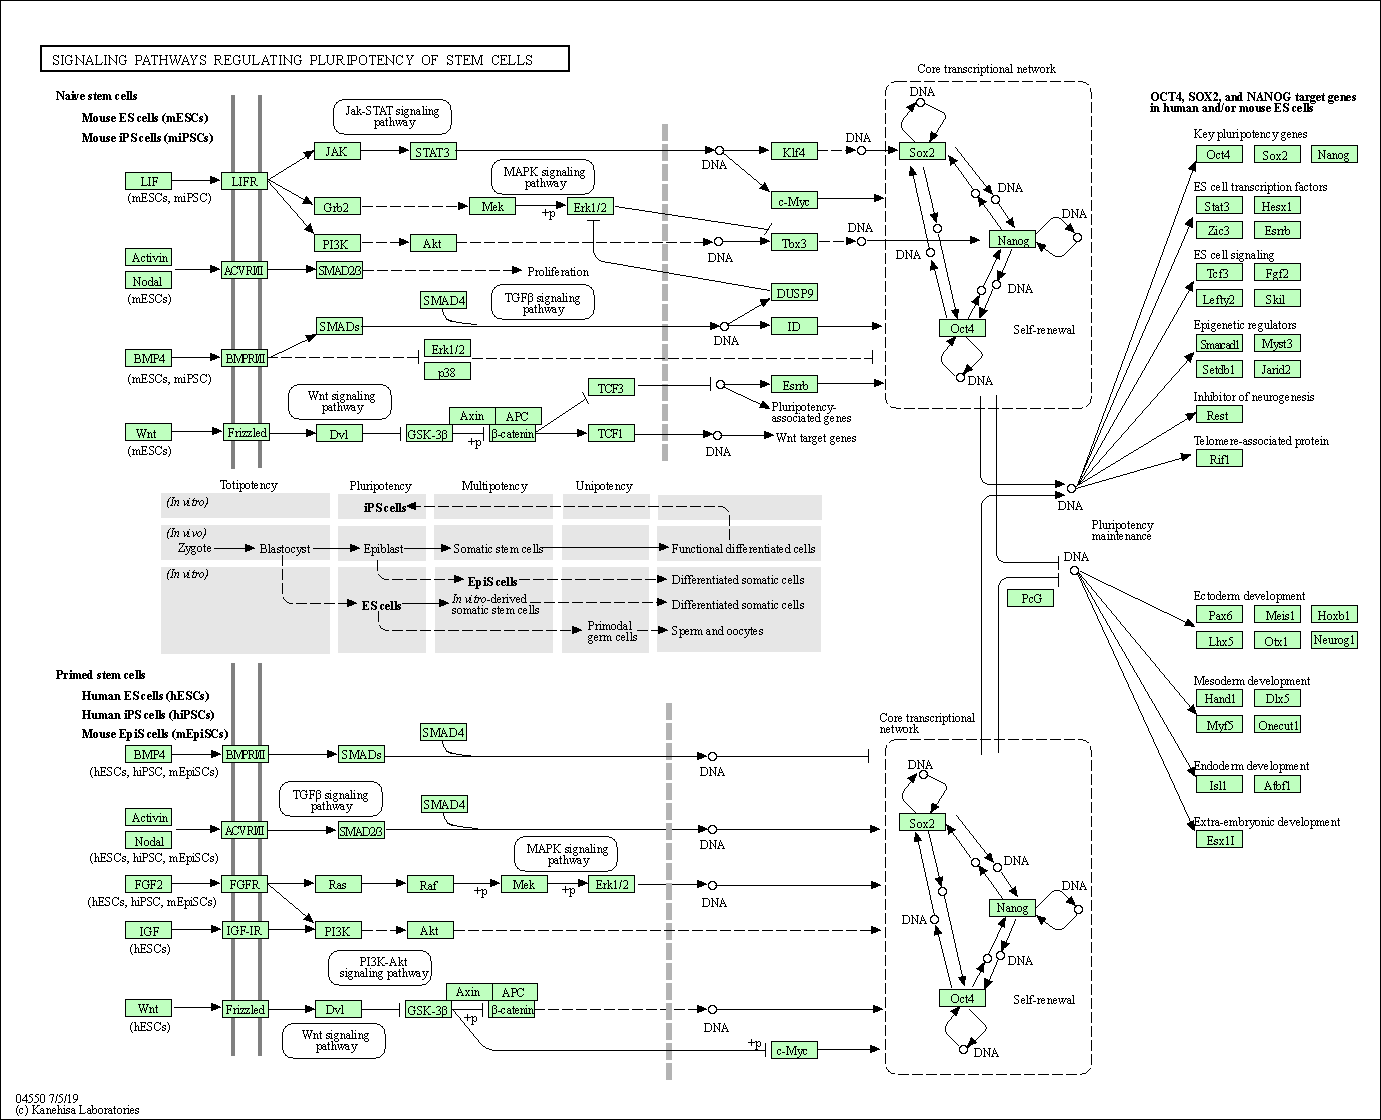 SIGNALING PATHWAYS REGULATING PLURIPOTENCY OF STEM CELLS
Naive stem cells
Mouse ES cells (mESCs)
Mouse iPS cells (miPSCs)
Jak-STAT signaling
pathway
JAK
STAT3
DNA
Klf4
DNA
LIF
(mESCs, miPSC)
LIFR
MAPK signaling
pathway
Grb2
Mek
+p
Erk1/2
c-Myc
PI3K
Akt
DNA
Tbx3
DNA
Activin
Nodal
(mESCs)
ACVRI/II
SMAD2/3
Proliferation
SMAD4
TGFβ signaling
pathway
DUSP9
SMADs
DNA
ID
BMP4
(mESCs, miPSC)
BMPRI/II
Erk1/2
p38
Wnt signaling
pathway
TCF3
Esrrb
Pluripotency-
associated genes
Wnt
(mESCs)
Frizzled
Dvl
GSK-3β
Axin
APC
+p
β-catenin
TCF1
DNA
Wnt target genes
Core transcriptional network
DNA
Sox2
DNA
Nanog
DNA
DNA
DNA
Oct4
DNA
Self-renewal
OCT4, SOX2, and NANOG target genes
in human and/or mouse ES cells
Key pluripotency genes
Oct4
Sox2
Nanog
ES cell transcription factors
Stat3
Hesx1
Zic3
Esrrb
ES cell signaling
Tcf3
Fgf2
Lefty2
Skil
Epigenetic regulators
Smarcad1
Myst3
Setdb1
Jarid2
Inhibitor of neurogenesis
Rest
Telomere-associated protein
Rif1
DNA
Pluripotency
maintenance
DNA
PcG
Totipotency
Pluripotency
Multipotency
Unipotency
(In vitro)
iPS cells
(In vivo)
Zygote
Blastocyst
Epiblast
Somatic stem cells
Functional differentiated cells
(In vitro)
EpiS cells
Differentiated somatic cells
ES cells
In vitro-derived
somatic stem cells
Differentiated somatic cells
Primodal
germ cells
Sperm and oocytes
Ectoderm development
Pax6
Meis1
Hoxb1
Lhx5
Otx1
Neurog1
Mesoderm development
Hand1
Dlx5
Myf5
Onecut1
Endoderm development
Isl1
Atbf1
Extra-embryonic development
Esx1l
Primed stem cells
Human ES cells (hESCs)
Human iPS cells (hiPSCs)
Mouse EpiS cells (mEpiSCs)
BMP4
(hESCs, hiPSC, mEpiSCs)
BMPRI/II
SMADs
SMAD4
DNA
TGFβ signaling
pathway
Activin
Nodal
(hESCs, hiPSC, mEpiSCs)
ACVRI/II
SMAD2/3
SMAD4
DNA
MAPK signaling
pathway
FGF2
(hESCs, hiPSC, mEpiSCs)
FGFR
Ras
Raf
+p
Mek
+p
Erk1/2
DNA
IGF
(hESCs)
IGF-IR
PI3K
Akt
PI3K-Akt
signaling pathway
Wnt
(hESCs)
Frizzled
Dvl
GSK-3β
Axin
APC
+p
β-catenin
DNA
Wnt signaling
pathway
+p
c-Myc
Core transcriptional
network
DNA
Sox2
DNA
Nanog
DNA
DNA
DNA
Oct4
DNA
Self-renewal
04550 7/5/19
(c) Kanehisa Laboratories